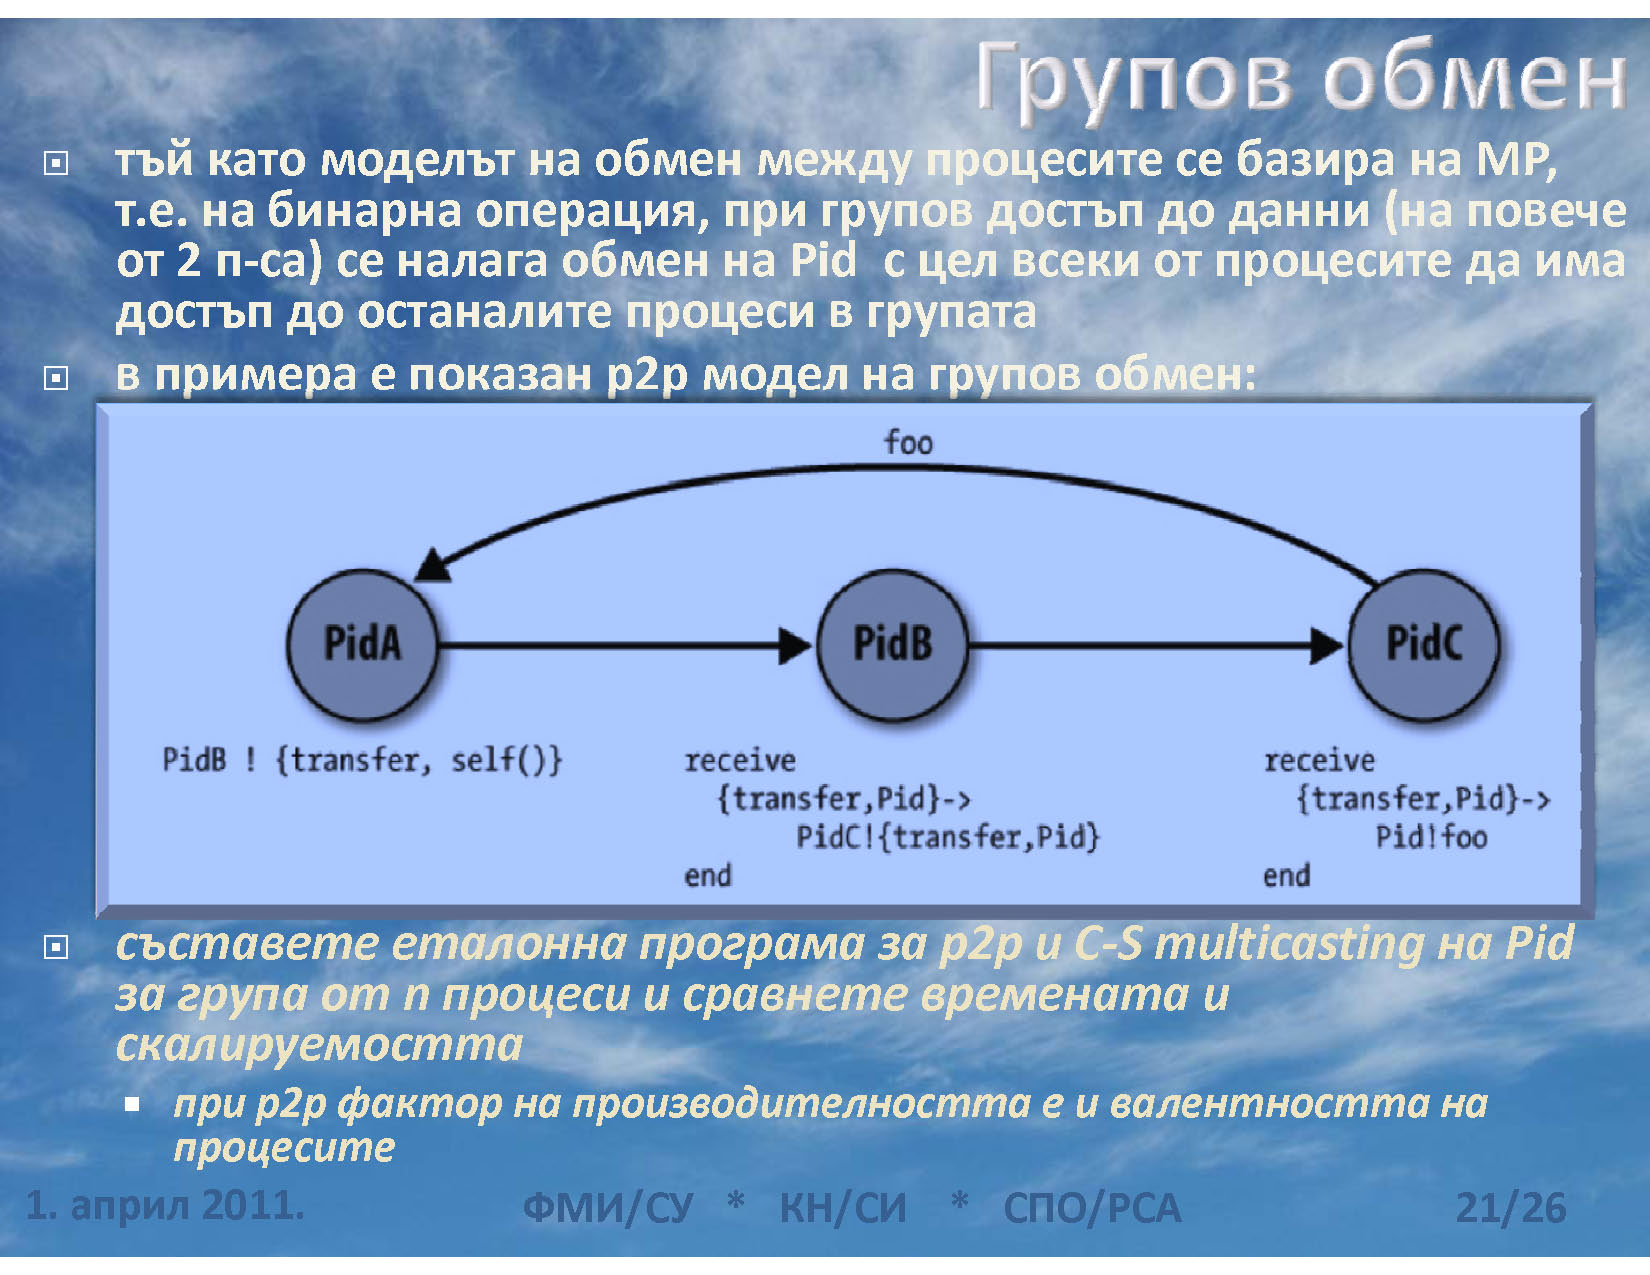 Групов обмен
тъй като моделът на обмен между процесите се базира на MP,
т.е. на бинарна операция, при групов достъп до данни (на повече
от 2 п-са) се налага обмен на Pid с цел всеки от процесите да има
достъп до останалите процеси в групата
в примера е показан p2p модел на групов обмен:
foo
PidA PidB PidC
PidB ! {transfer, self()}
receive
{transfer,Pid}->
PidC!{transfer,Pid}
end
receive
{transfer,Pid}->
Pid!foo
end
съставете еталонна програма за p2p и C-S multicasting на Pid
за група от n процеси и сравнете времената и
скалируемостта
при p2p фактор на производителността е и валентността на
процесите
1. април 2011. ФМИ/СУ * КН/СИ * СПО/РСА 21/26